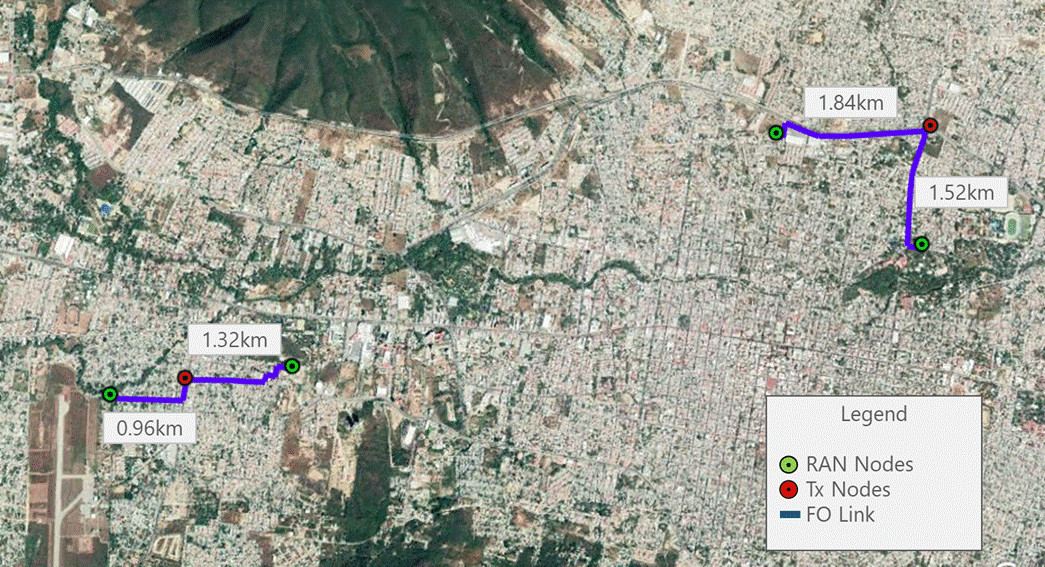 1.84km
1.52km
1.32km
0.96km
Legend
RAN Nodes
Tx Nodes
FO Link